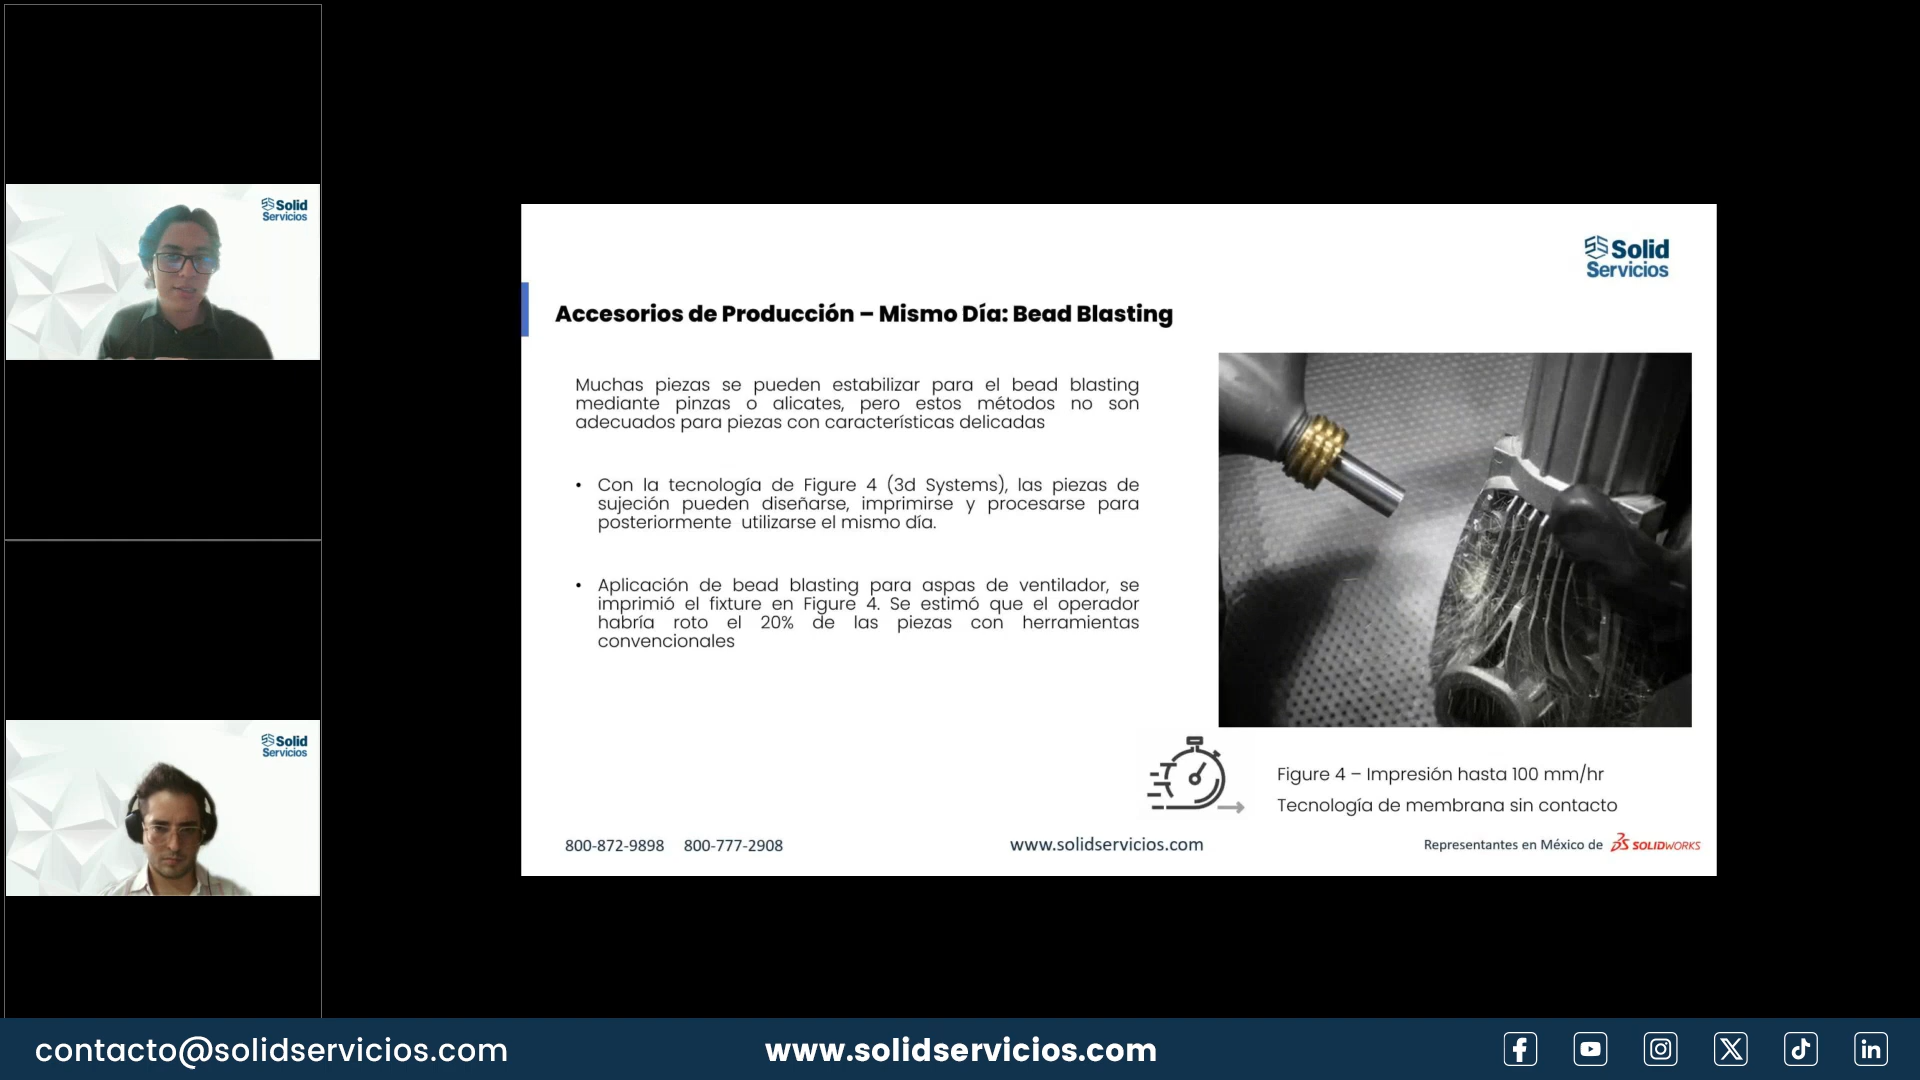 Solid
Servicios
Solid
Servicios
Solid
Servicios
Accesorios de Producción – Mismo Día: Bead Blasting
Muchas piezas se pueden estabilizar para el bead blasting
mediante pinzas o alicates, pero estos métodos no son
adecuados para piezas con características delicadas
• Con la tecnología de Figure 4 (3d Systems), las piezas de
sujeción pueden diseñarse, imprimirse y procesarse para
posteriormente utilizarse el mismo día.
• Aplicación de bead blasting para aspas de ventilador, se
imprimió el fixture en Figure 4. Se estimó que el operador
habría roto el 20% de las piezas con herramientas
convencionales
Figure 4 – Impresión hasta 100 mm/hr
Tecnología de membrana sin contacto
800-872-9898 800-777-2908
www.solidservicios.com
Representantes en México de SOLIDWORKS
contacto@solidservicios.com
www.solidservicios.com